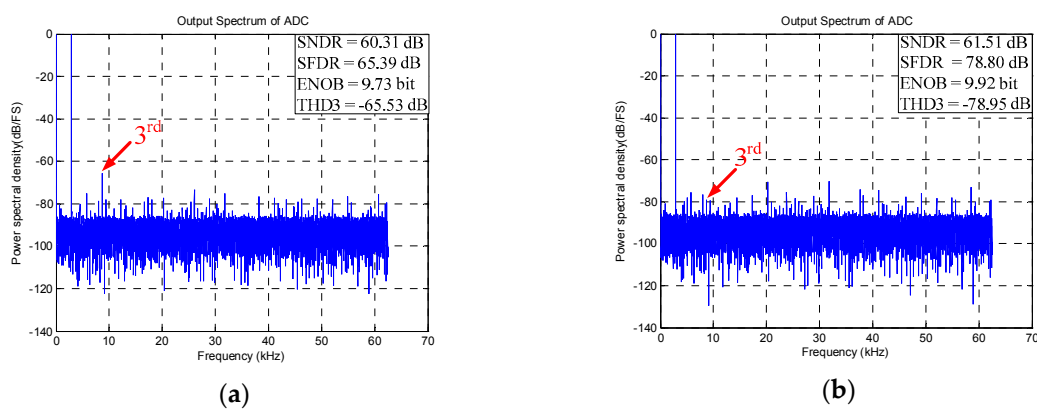 Output Spectrum of ADC
SNDR = 60.31 dB
SFDR = 65.39 dB
ENOB = 9.73 bit
THD3 = -65.53 dB
3rd
Power spectral density(dB/FS)
0
-20
-40
-60
-80
-100
-120
-140
0 10 20 30 40 50 60 70
Frequency (kHz)
(a)
Output Spectrum of ADC
SNDR = 61.51 dB
SFDR = 78.80 dB
ENOB = 9.92 bit
THD3 = -78.95 dB
3rd
Power spectral density(dB/FS)
0
-20
-40
-60
-80
-100
-120
-140
0 10 20 30 40 50 60 70
Frequency (kHz)
(b)